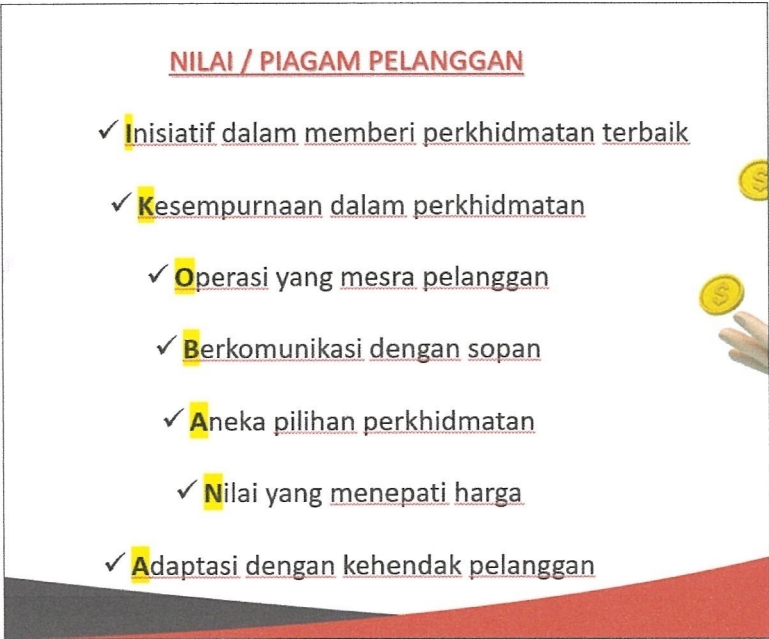 NILAI / PIAGAM PELANGGAN
✓ Inisiatif dalam memberi perkhidmatan terbaik
✓ Kesempurnaan dalam perkhidmatan
✓ Operasi yang mesra pelanggan
✓ Berkomunikasi dengan sopan
✓ Aneka pilihan perkhidmatan
✓ Nilai yang menepati harga
✓ Adaptasi dengan kehendak pelanggan